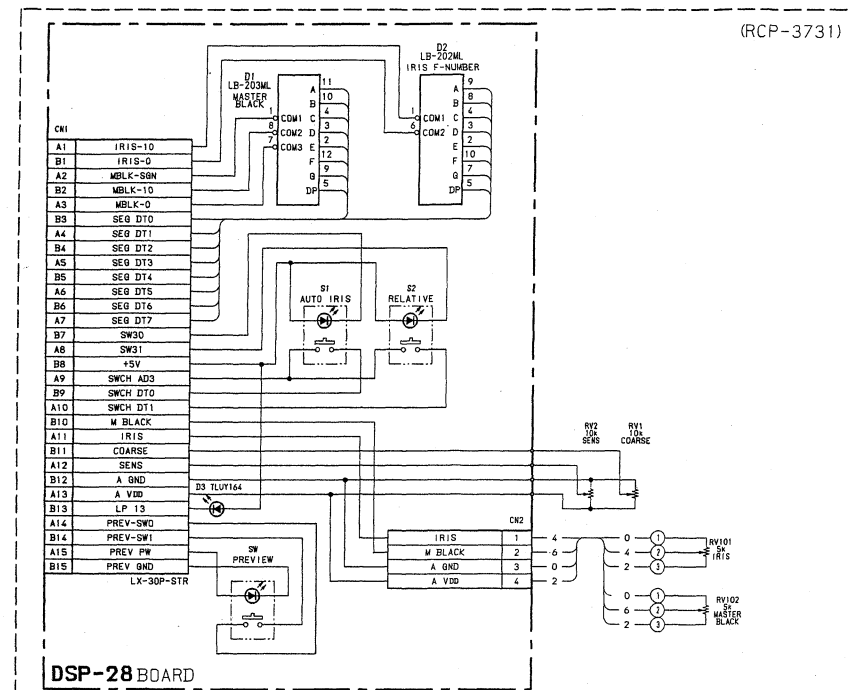 (RCP-3731)
D2
LB-202ML
IRIS F-NUMBER
D1
LB-203ML
MASTER
BLACK
11 A
10 B
1 COM1 4 C
8 COM2 3 D
7 COM3 2 E
12 F
9 G
5 DP
9 A
8 B
1 COM1 4 C
6 COM2 3 D
2 E
10 F
7 G
5 DP
CN1
A1 IRIS-10
B1 IRIS-0
A2 MBLK-SGN
B2 MBLK-10
A3 MBLK-0
B3 SEG DT0
A4 SEG DT1
B4 SEG DT2
A5 SEG DT3
B5 SEG DT4
A6 SEG DT5
B6 SEG DT6
A7 SEG DT7
B7 SW30
A8 SW31
B8 +5V
A9 SWCH AD3
B9 SWCH DT0
A10 SWCH DT1
B10 M BLACK
A11 IRIS
B11 COARSE
A12 SENS
B12 A GND
A13 A VDD
B13 LP 13
A14 PREV-SW0
B14 PREV-SW1
A15 PREV PW
B15 PREV GND
LX-30P-STR
S1
AUTO IRIS
S2
RELATIVE
RV2
10k
SENS
RV1
10k
COARSE
D3 TLUY164
SW
PREVIEW
CN2
IRIS 1 4
M BLACK 2 6
A GND 3 0
A VDD 4 2
0 1
4 2
2 3
RV101
5k
IRIS
0 1
6 2
2 3
RV102
5k
MASTER
BLACK
DSP-28 BOARD